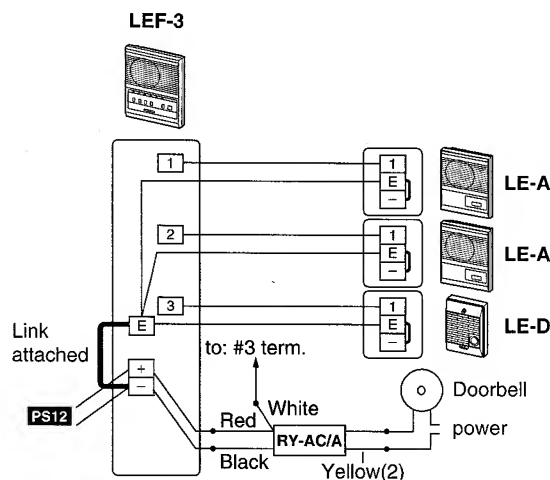 LEF-3
1
1
E
–
LE-A
2
1
E
–
LE-A
3
1
E
–
LE-D
E
Link
attached
to: #3 term.
+
–
PS12
White
Red
Black
RY-AC/A
Yellow(2)
Doorbell
power